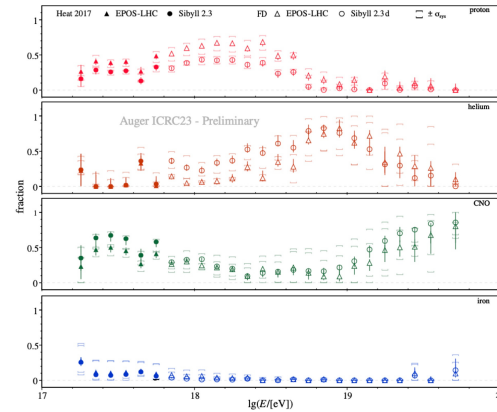 Heat 2017 ▲ EPOS-LHC ● Sibyll 2.3 FD △ EPOS-LHC ○ Sibyll 2.3d ± σsys
proton
1
0.5
0
helium
Auger ICRC23 - Preliminary
1
0.5
0
fraction
CNO
1
0.5
0
iron
1
0.5
0
17 18 19
lg(E/[eV])